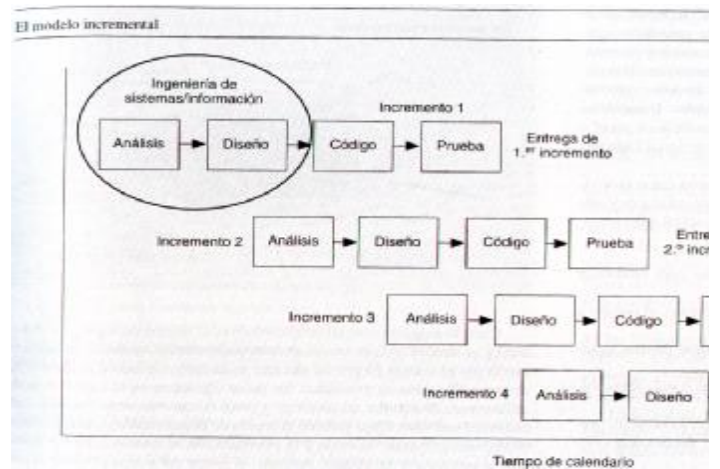 El modelo incremental
Ingeniería de
sistemas/información
Incremento 1
Análisis
Diseño
Código
Prueba
Entrega de
1.er incremento
Incremento 2
Análisis
Diseño
Código
Prueba
Entre
2.º incr
Incremento 3
Análisis
Diseño
Código
Incremento 4
Análisis
Diseño
Tiempo de calendario